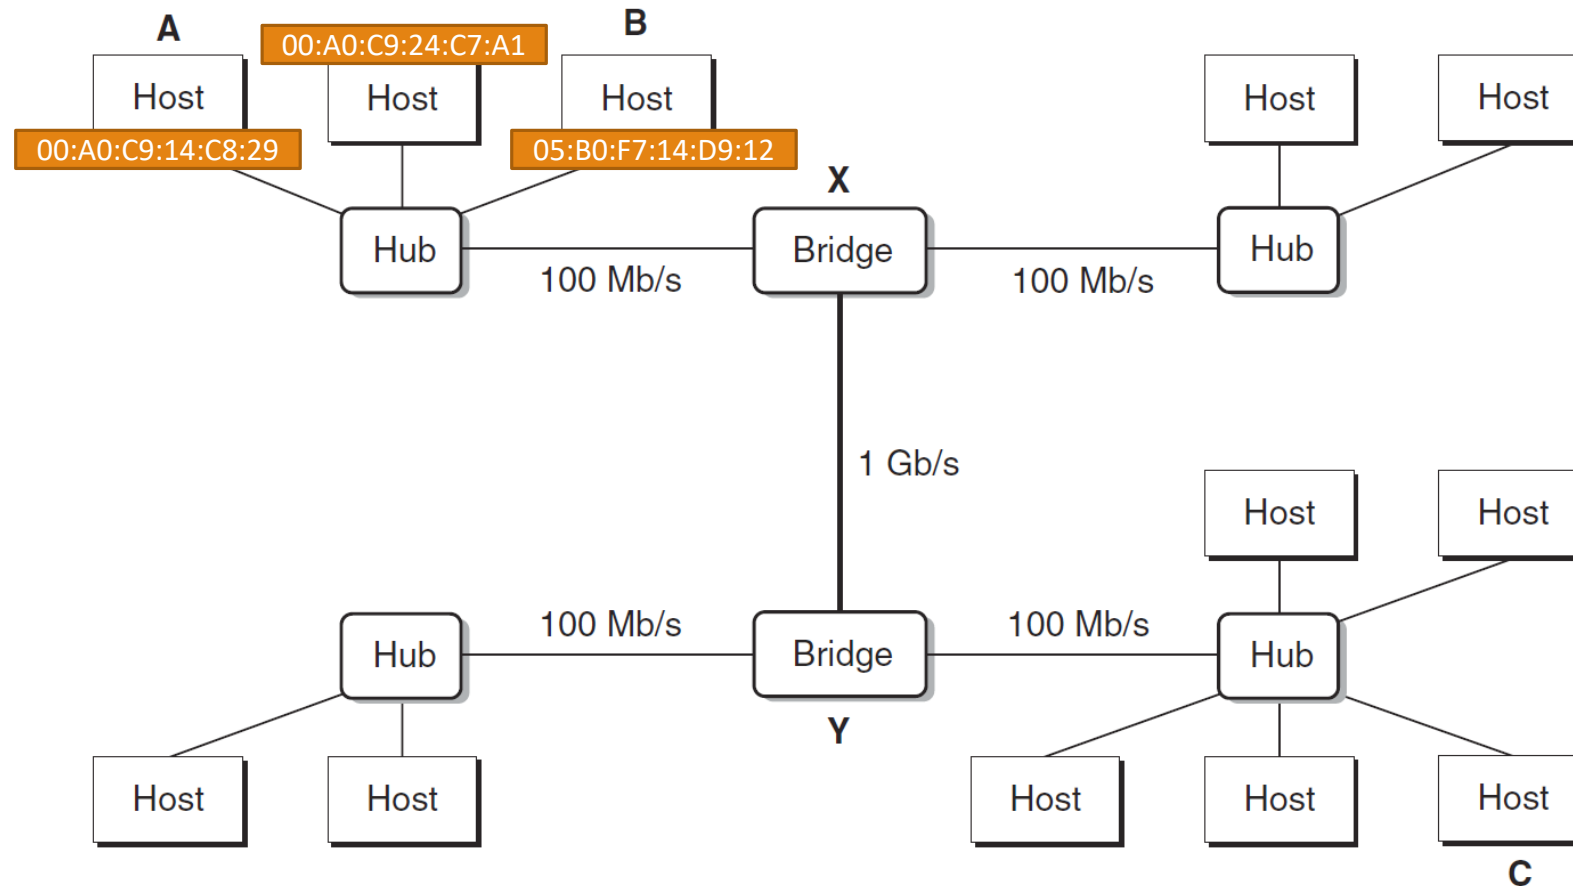 A
00:A0:C9:24:C7:A1
B
Host
Host
Host
Host
Host
00:A0:C9:14:C8:29
05:B0:F7:14:D9:12
X
Hub
Bridge
Hub
100 Mb/s
100 Mb/s
1 Gb/s
Host
Host
100 Mb/s
100 Mb/s
Hub
Bridge
Hub
Y
Host
Host
Host
Host
Host
C